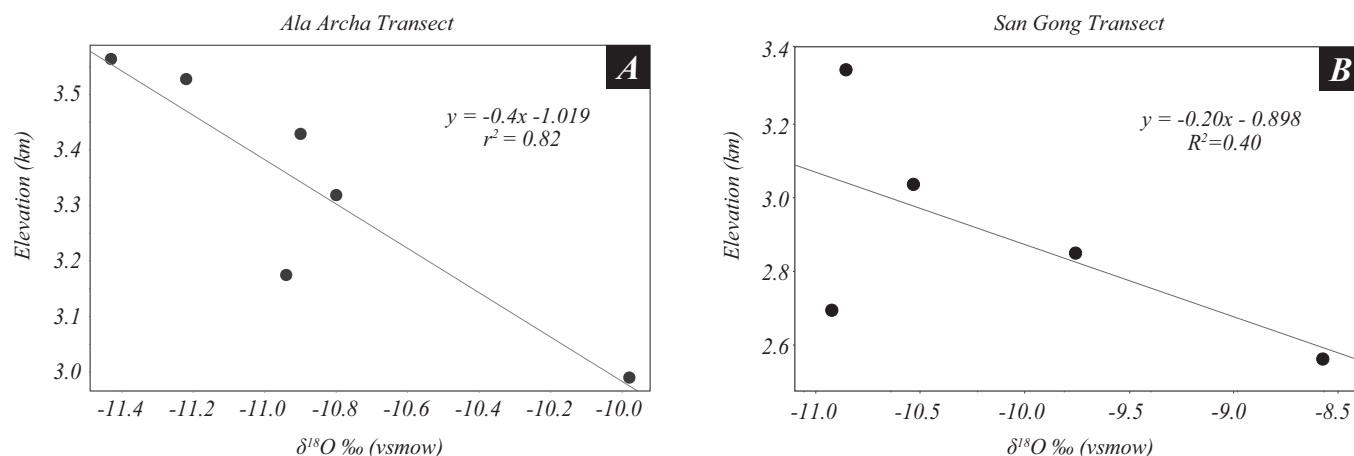 Ala Archa Transect
A
y = -0.4x -1.019
r² = 0.82
Elevation (km)
3.5
3.4
3.3
3.2
3.1
3.0
-11.4
-11.2
-11.0
-10.8
-10.6
-10.4
-10.2
-10.0
δ¹⁸O ‰ (vsmow)
San Gong Transect
B
y = -0.20x - 0.898
R²=0.40
Elevation (km)
3.4
3.2
3.0
2.8
2.6
-11.0
-10.5
-10.0
-9.5
-9.0
-8.5
δ¹⁸O ‰ (vsmow)